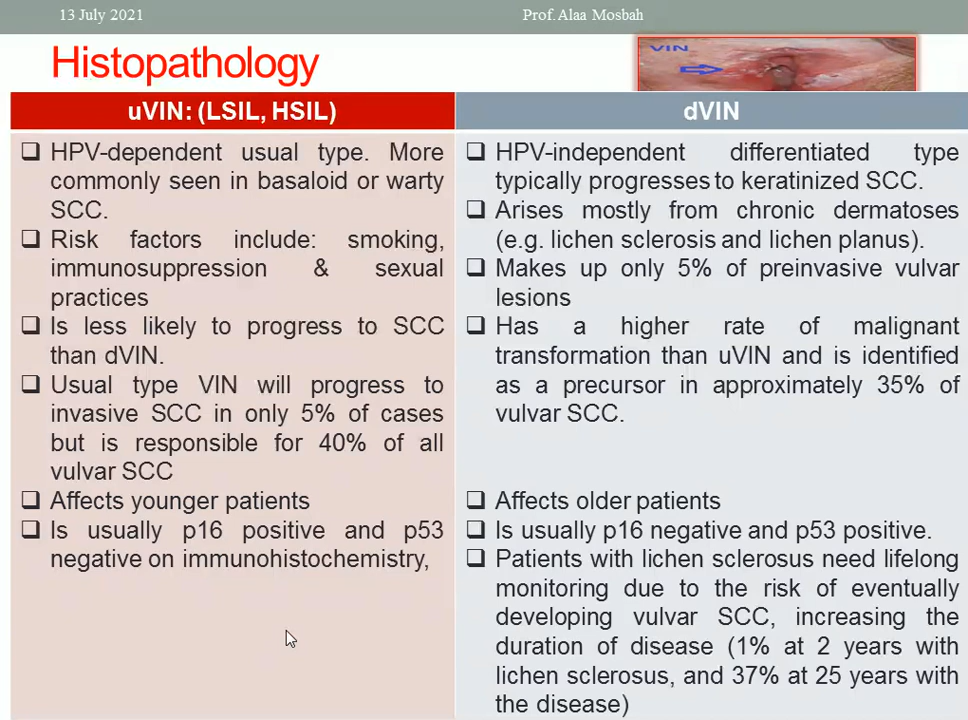 13 July 2021
Prof. Alaa Mosbah
Histopathology
VIN
uVIN: (LSIL, HSIL)
❑ HPV-dependent usual type. More
commonly seen in basaloid or warty
SCC.
❑ Risk factors include: smoking,
immunosuppression & sexual
practices
❑ Is less likely to progress to SCC
than dVIN.
❑ Usual type VIN will progress to
invasive SCC in only 5% of cases
but is responsible for 40% of all
vulvar SCC
❑ Affects younger patients
❑ Is usually p16 positive and p53
negative on immunohistochemistry,
dVIN
❑ HPV-independent differentiated type
typically progresses to keratinized SCC.
❑ Arises mostly from chronic dermatoses
(e.g. lichen sclerosis and lichen planus).
❑ Makes up only 5% of preinvasive vulvar
lesions
❑ Has a higher rate of malignant
transformation than uVIN and is identified
as a precursor in approximately 35% of
vulvar SCC.
❑ Affects older patients
❑ Is usually p16 negative and p53 positive.
❑ Patients with lichen sclerosus need lifelong
monitoring due to the risk of eventually
developing vulvar SCC, increasing the
duration of disease (1% at 2 years with
lichen sclerosus, and 37% at 25 years with
the disease)